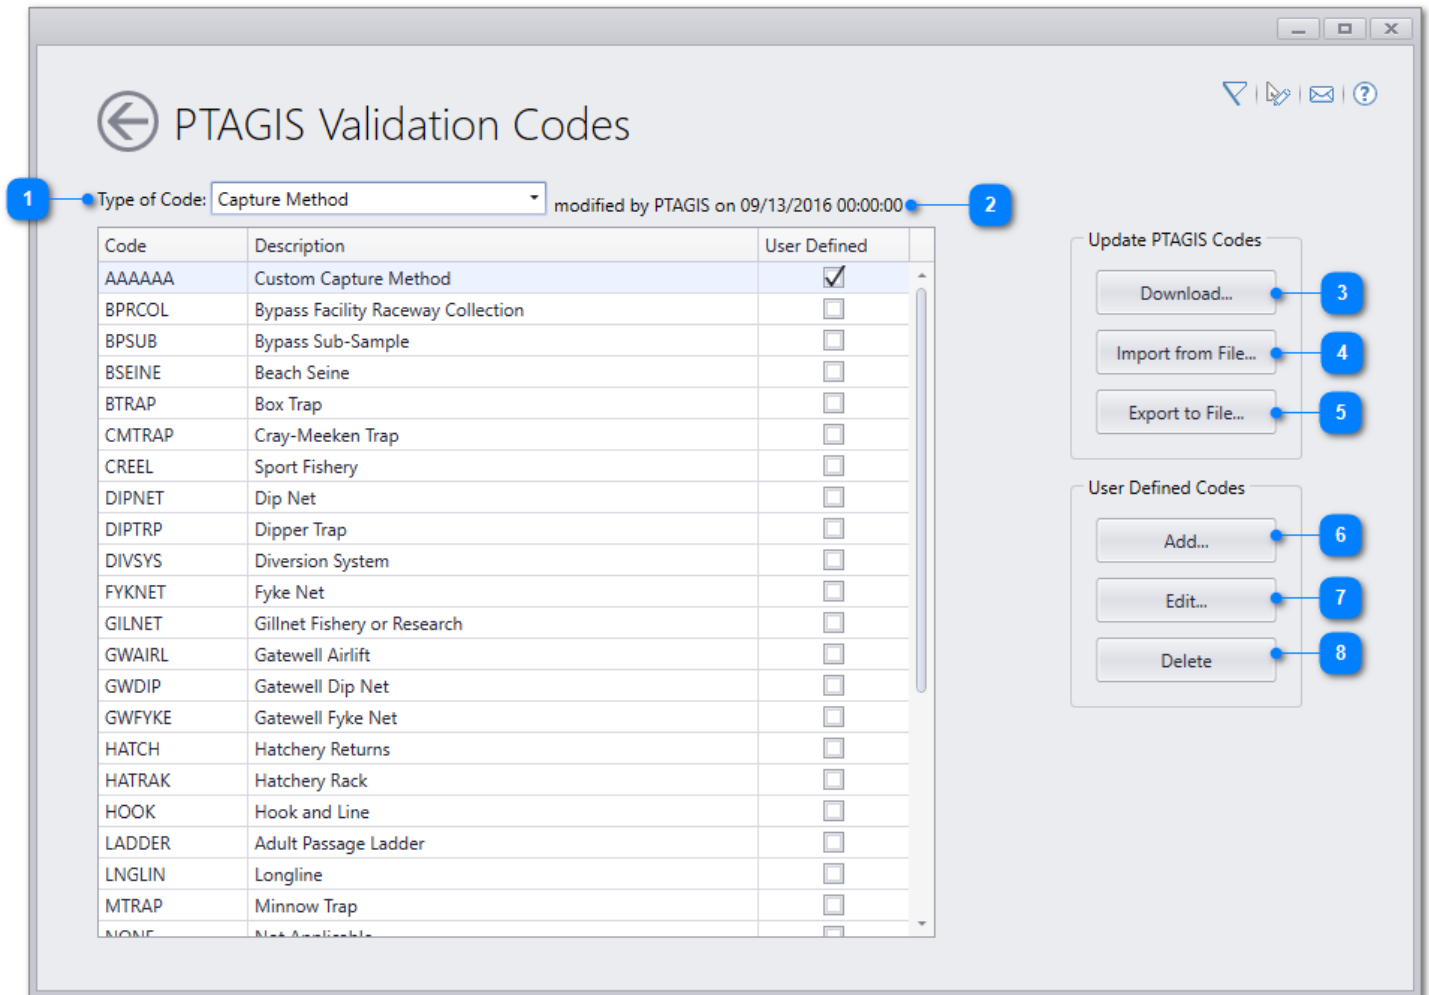 PTAGIS Validation Codes
1 Type of Code: Capture Method modified by PTAGIS on 09/13/2016 00:00:00 2
Code Description User Defined
AAAAAA Custom Capture Method
BPRCOL Bypass Facility Raceway Collection
BPSUB Bypass Sub-Sample
BSEINE Beach Seine
BTRAP Box Trap
CMTRAP Cray-Meeken Trap
CREEL Sport Fishery
DIPNET Dip Net
DIPTRP Dipper Trap
DIVSYS Diversion System
FYKNET Fyke Net
GILNET Gillnet Fishery or Research
GWAIRL Gatewell Airlift
GWDIP Gatewell Dip Net
GWFYKE Gatewell Fyke Net
HATCH Hatchery Returns
HATRAK Hatchery Rack
HOOK Hook and Line
LADDER Adult Passage Ladder
LNGLIN Longline
MTRAP Minnow Trap
NONE Not Applicable
Update PTAGIS Codes
Download... 3
Import from File... 4
Export to File... 5
User Defined Codes
Add... 6
Edit... 7
Delete 8